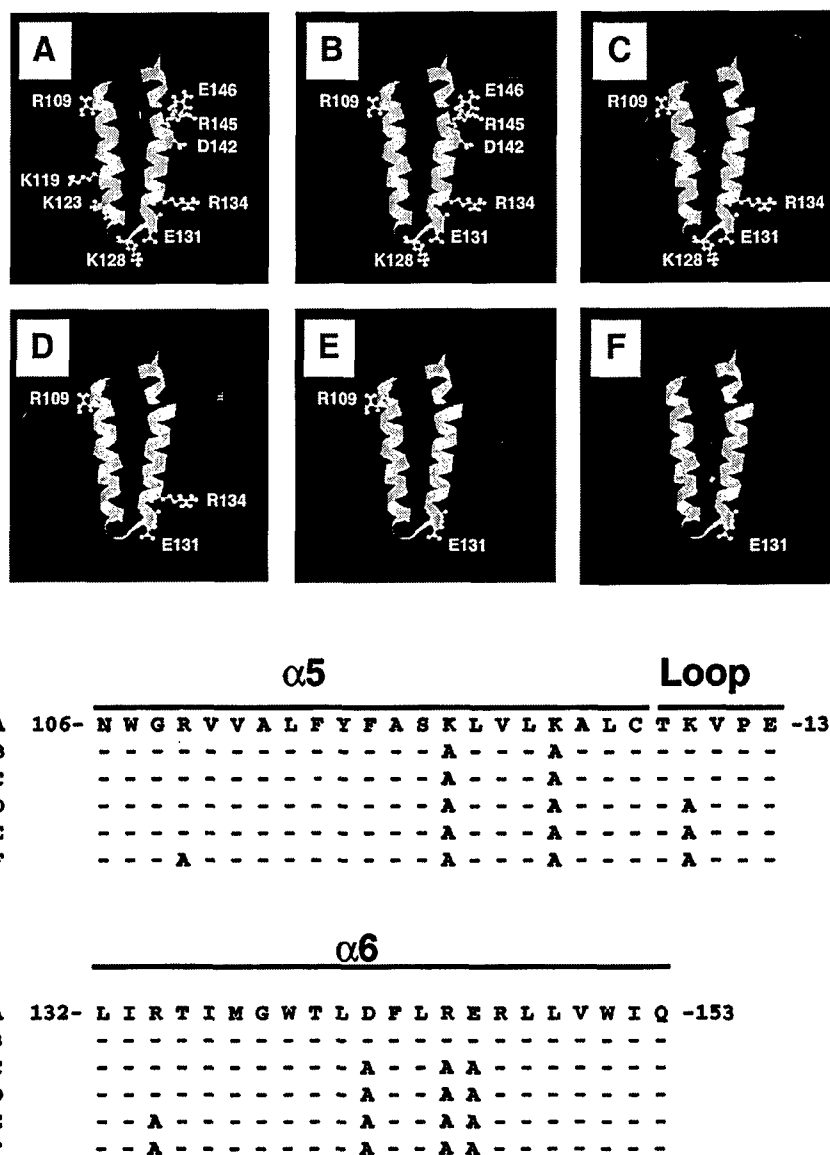 A
B
C
R109
E146
R145
D142
K119
K123
R134
E131
K128
R109
E146
R145
D142
R134
E131
K128
R109
R134
E131
K128
D
E
F
R109
R134
E131
R109
E131
E131
α5 Loop
A 106- N W G R V V A L F Y F A S K L V L K A L C T K V P E -13
- - - - - - - - - - - - - A - - - A - - - - - - - -
- - - - - - - - - - - - - - - - - - - - - - - - - -
- - - - - - - - - - - - - A - - - A - - - - A - - -
- - - - - - - - - - - - - A - - - A - - - - A - - -
- - - A - - - - - - - - - A - - - A - - - - A - - -
α6
A 132- L I R T I M G W T L D F L R E R L L V W I Q -153
- - - - - - - - - - - - - - - - - - - - - -
- - - - - - - - - - A - - A A - - - - - - -
- - - - - - - - - - A - - A A - - - - - - -
- - A - - - - - - - A - - A A - - - - - - -
- - A - - - - - - - A - - A A - - - - - - -